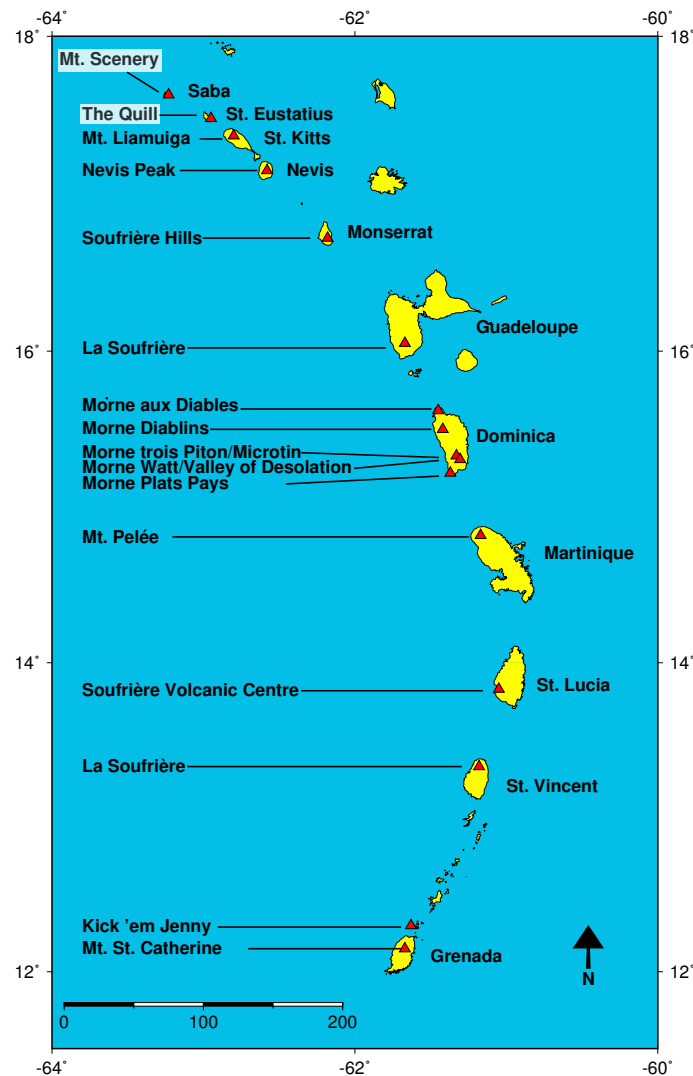 -64° -62° -60°
18° 18°
Mt. Scenery
Saba
The Quill St. Eustatius
Mt. Liamuiga St. Kitts
Nevis Peak Nevis
Soufrière Hills Monserrat
Guadeloupe
16° 16°
La Soufrière
Morne aux Diables
Morne Diablins Dominica
Morne trois Piton/Microtin
Morne Watt/Valley of Desolation
Morne Plats Pays
Mt. Pelée Martinique
14° 14°
Soufrière Volcanic Centre St. Lucia
La Soufrière
St. Vincent
Kick 'em Jenny
Mt. St. Catherine Grenada
N
12° 12°
0 100 200
-64° -62° -60°